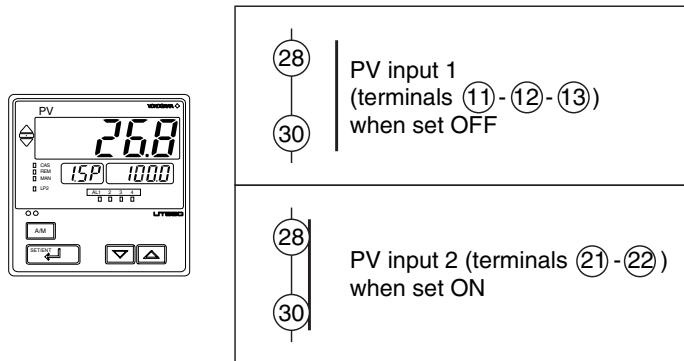 PV
YOKOGAWA
26.8
CAS
REM
MAN
1.SP 100.0
LP2
AL1 2 3 4
UT550
A/M
SET/ENT
28
30
PV input 1
(terminals 11 - 12 - 13)
when set OFF
28
30
PV input 2 (terminals 21 - 22)
when set ON